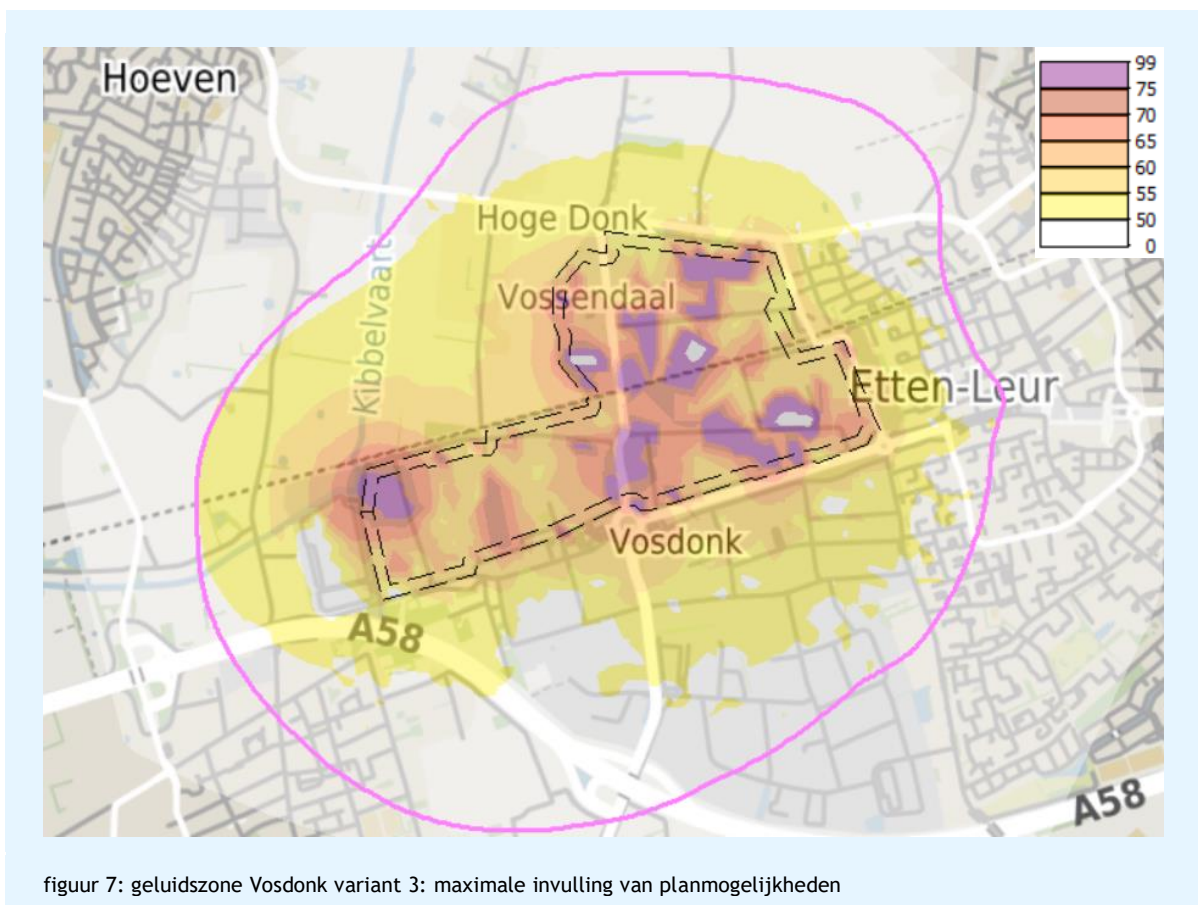 Hoeven
99
75
70
65
60
55
50
0
Hoge Donk
Vossendaal
Kibbelvaart
Etten-Leur
Vosdonk
A58
A58
figuur 7: geluidszone Vosdonk variant 3: maximale invulling van planmogelijkheden